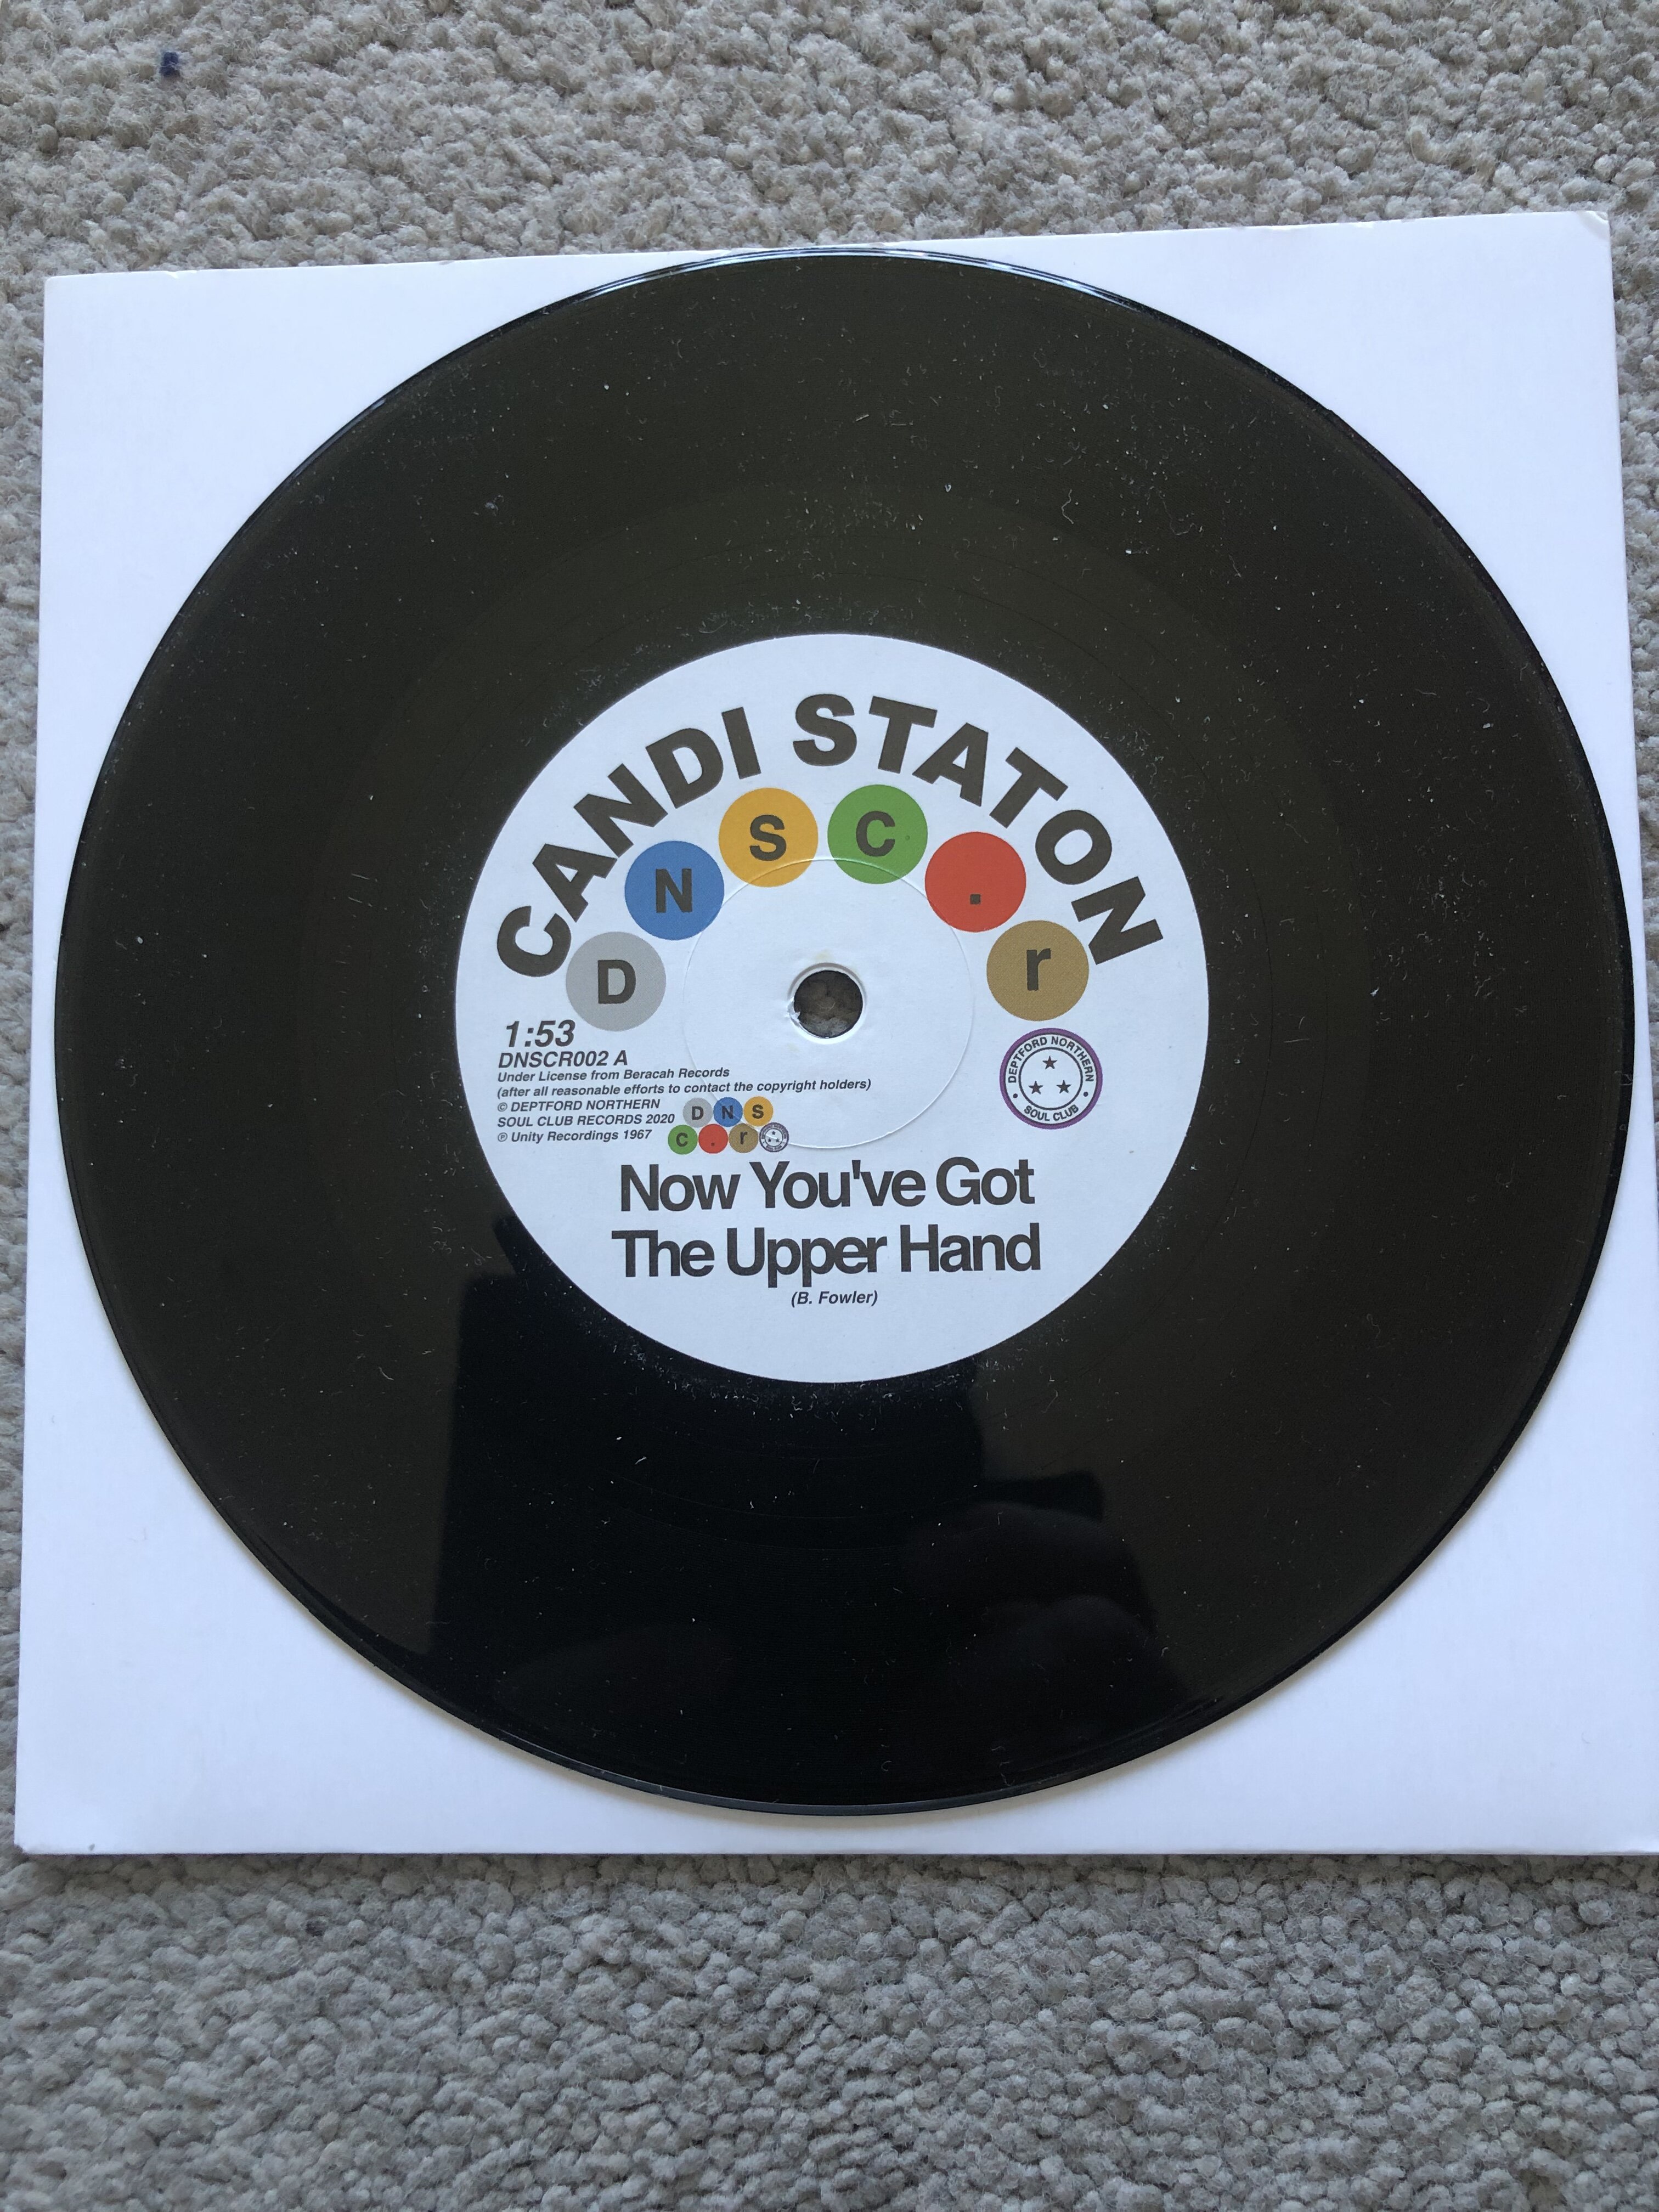 CANDI STATON
D N S C . r
1:53
DNSCR002 A
Under License from Beracah Records
(after all reasonable efforts to contact the copyright holders)
© DEPTFORD NORTHERN
SOUL CLUB RECORDS 2020
℗ Unity Recordings 1967
D N S
C . r
DEPTFORD NORTHERN
SOUL CLUB
Now You've Got
The Upper Hand
(B. Fowler)